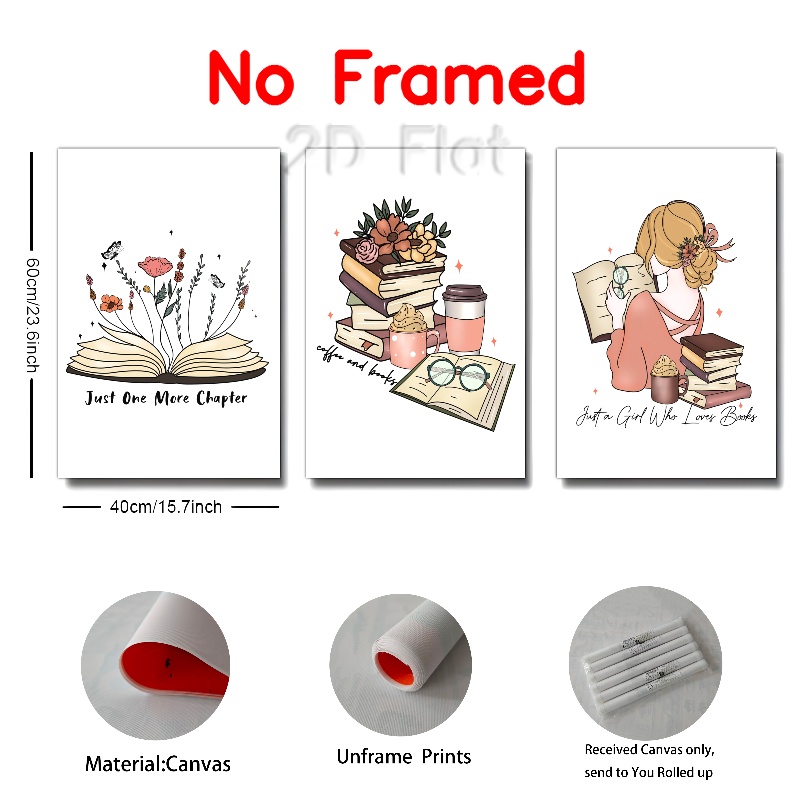 No Framed
2D Flat
60cm/23.6inch
Just One More Chapter
coffee and books
Just a Girl Who Loves Books
40cm/15.7inch
Material:Canvas
Unframe Prints
Received Canvas only,
send to You Rolled up